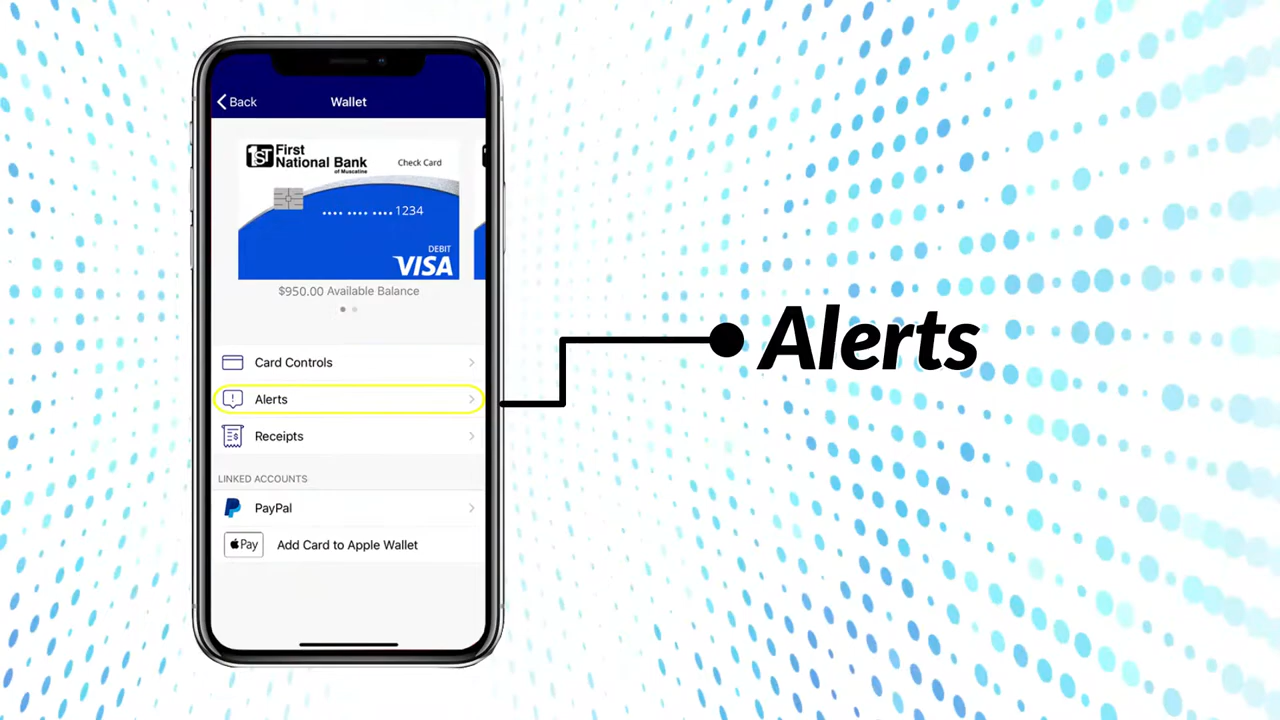 Back
Wallet
1ST First
National Bank
of Muscatine
Check Card
•••• •••• •••• 1234
DEBIT
VISA
$950.00 Available Balance
Card Controls
Alerts
Receipts
LINKED ACCOUNTS
PayPal
Pay Add Card to Apple Wallet
Alerts